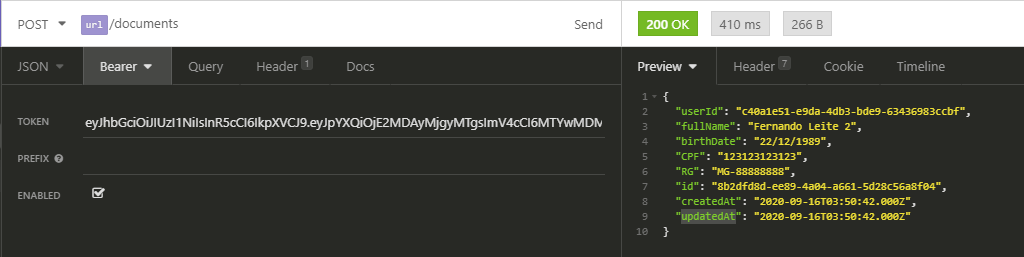 POST url/documents Send 200 OK 410 ms 266 B
JSON Bearer Query Header 1 Docs
Preview Header 7 Cookie Timeline
TOKEN eyJhbGciOiJIUzI1NiIsInR5cCI6IkpXVCJ9.eyJpYXQiOjE2MDAyMjgyMTgsImV4cCI6MTYwMDM
PREFIX
ENABLED
1 {
2 "userId": "c40a1e51-e9da-4db3-bde9-63436983ccbf",
3 "fullName": "Fernando Leite 2",
4 "birthDate": "22/12/1989",
5 "CPF": "123123123123",
6 "RG": "MG-88888888",
7 "id": "8b2dfd8d-ee89-4a04-a661-5d28c56a8f04",
8 "createdAt": "2020-09-16T03:50:42.000Z",
9 "updatedAt": "2020-09-16T03:50:42.000Z"
10 }